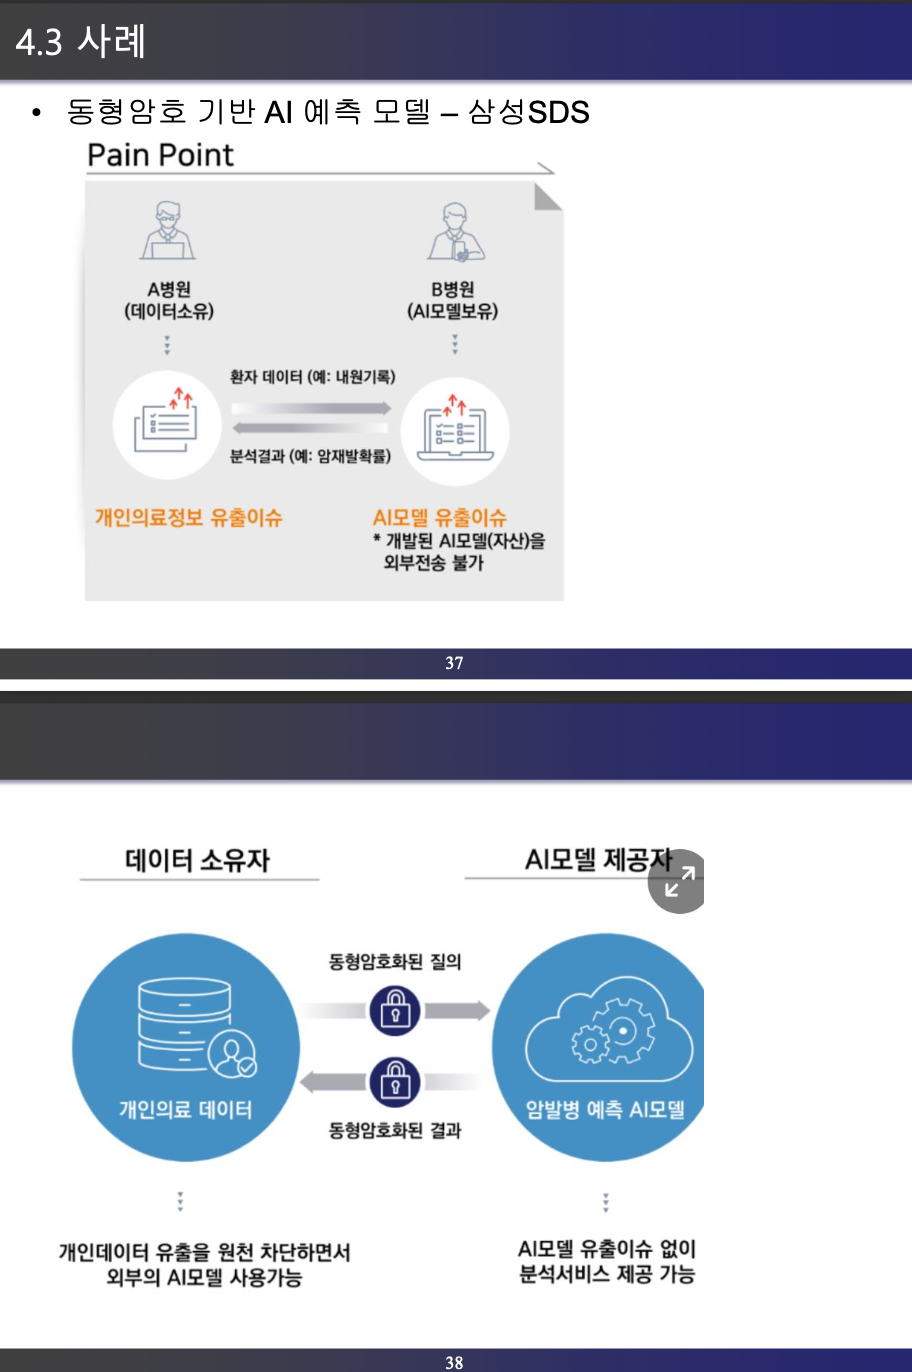 4.3 사례
• 동형암호 기반 AI 예측 모델 – 삼성SDS
Pain Point
A병원
(데이터소유)
B병원
(AI모델보유)
환자 데이터 (예: 내원기록)
분석결과 (예: 암재발확률)
개인의료정보 유출이슈
AI모델 유출이슈
* 개발된 AI모델(자산)을
외부전송 불가
37
데이터 소유자
AI모델 제공자
동형암호화된 질의
개인의료 데이터
암발병 예측 AI모델
동형암호화된 결과
개인데이터 유출을 원천 차단하면서
외부의 AI모델 사용가능
AI모델 유출이슈 없이
분석서비스 제공 가능
38